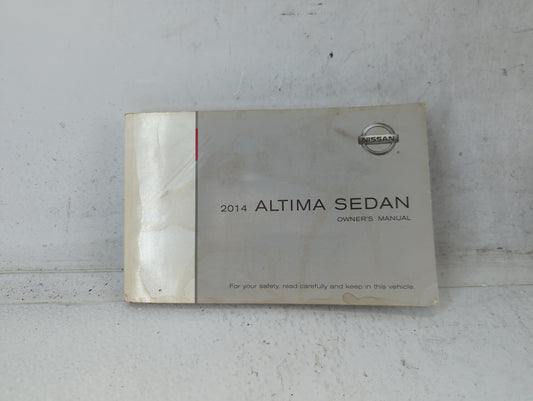 NISSAN
2014 ALTIMA SEDAN
OWNER'S MANUAL
For your safety, read carefully and keep in this vehicle.